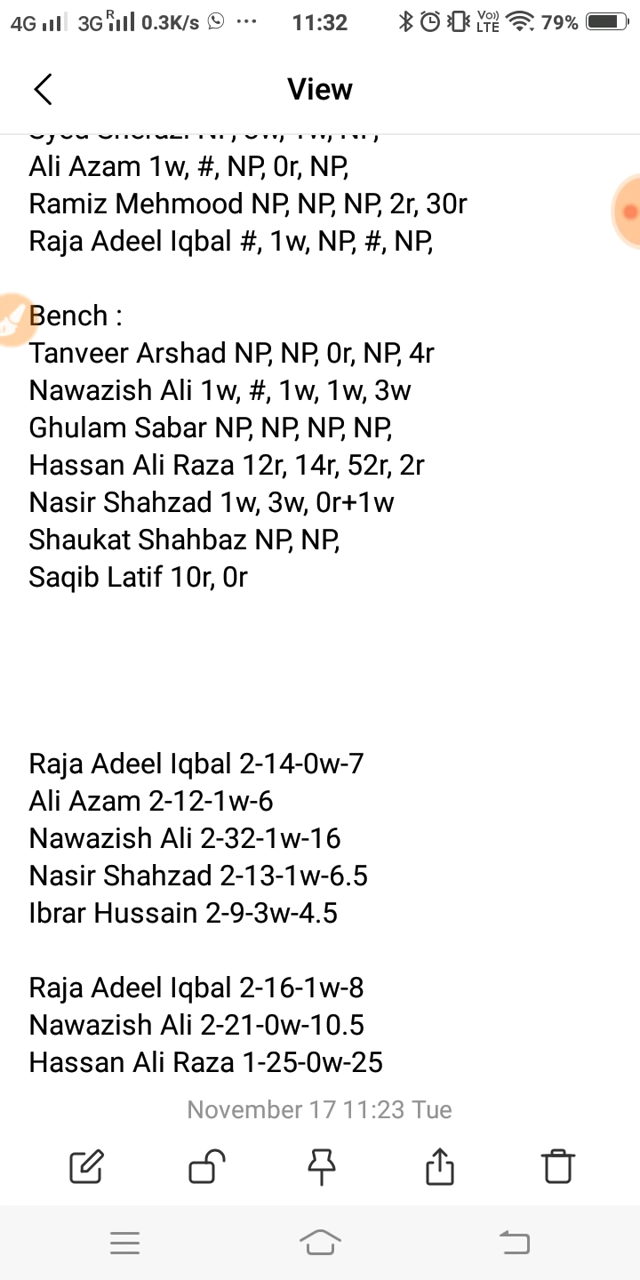 4G 3G R 0.3K/s ... 11:32 Vo)) LTE 79%
View
Ali Azam 1w, #, NP, 0r, NP,
Ramiz Mehmood NP, NP, NP, 2r, 30r
Raja Adeel Iqbal #, 1w, NP, #, NP,
Bench :
Tanveer Arshad NP, NP, 0r, NP, 4r
Nawazish Ali 1w, #, 1w, 1w, 3w
Ghulam Sabar NP, NP, NP, NP,
Hassan Ali Raza 12r, 14r, 52r, 2r
Nasir Shahzad 1w, 3w, 0r+1w
Shaukat Shahbaz NP, NP,
Saqib Latif 10r, 0r
Raja Adeel Iqbal 2-14-0w-7
Ali Azam 2-12-1w-6
Nawazish Ali 2-32-1w-16
Nasir Shahzad 2-13-1w-6.5
Ibrar Hussain 2-9-3w-4.5
Raja Adeel Iqbal 2-16-1w-8
Nawazish Ali 2-21-0w-10.5
Hassan Ali Raza 1-25-0w-25
November 17 11:23 Tue